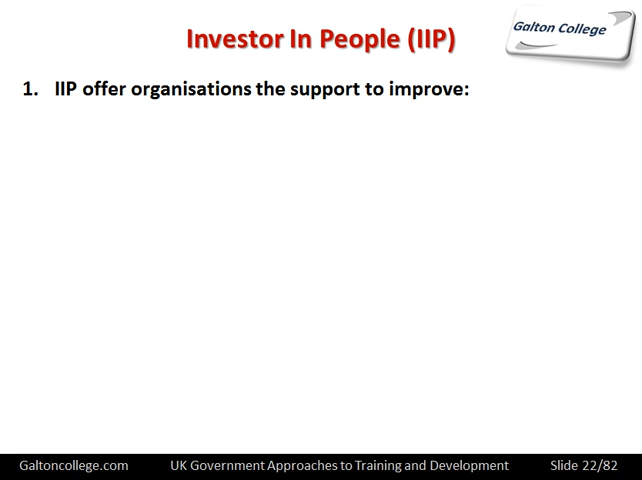 Investor In People (IIP)
Galton College
1. IIP offer organisations the support to improve:
Galtoncollege.com UK Government Approaches to Training and Development Slide 22/82